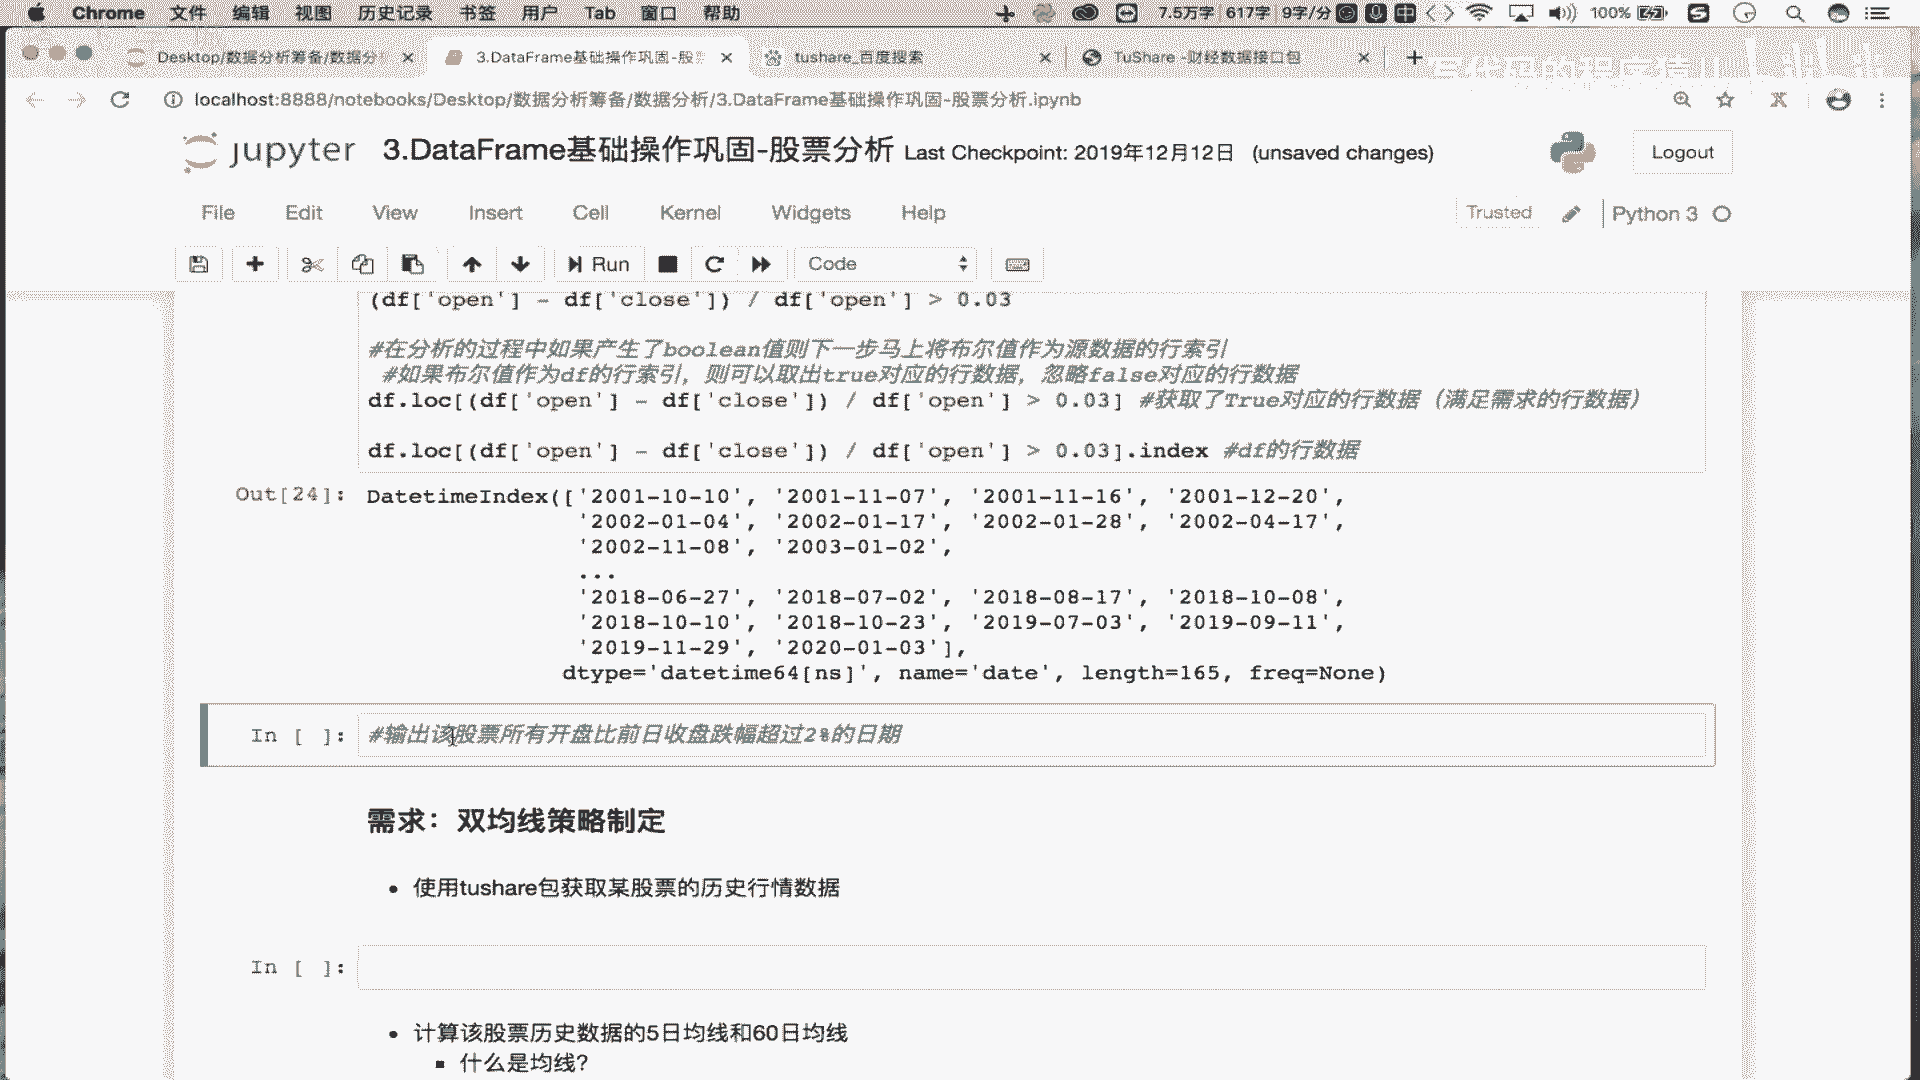 Chrome 文件 编辑 视图 历史记录 书签 用户 Tab 窗口 帮助 7.5万字 617字 9字/分 中 100%
Desktop/数据分析筹备/数据分 3.DataFrame基础操作巩固-股票 tushare_百度搜索 TuShare -财经数据接口包
写代码的程序猿儿
localhost:8888/notebooks/Desktop/数据分析筹备/数据分析/3.DataFrame基础操作巩固-股票分析.ipynb
jupyter 3.DataFrame基础操作巩固-股票分析 Last Checkpoint: 2019年12月12日 (unsaved changes) Logout
File Edit View Insert Cell Kernel Widgets Help Trusted Python 3
Run Code
(df['open'] - df['close']) / df['open'] > 0.03
#在分析的过程中如果产生了boolean值则下一步马上将布尔值作为源数据的行索引
#如果布尔值作为df的行索引，则可以取出true对应的行数据，忽略false对应的行数据
df.loc[(df['open'] - df['close']) / df['open'] > 0.03] #获取了True对应的行数据（满足需求的行数据）
df.loc[(df['open'] - df['close']) / df['open'] > 0.03].index #df的行数据
Out[24]: DatetimeIndex(['2001-10-10', '2001-11-07', '2001-11-16', '2001-12-20',
'2002-01-04', '2002-01-17', '2002-01-28', '2002-04-17',
'2002-11-08', '2003-01-02',
...
'2018-06-27', '2018-07-02', '2018-08-17', '2018-10-08',
'2018-10-10', '2018-10-23', '2019-07-03', '2019-09-11',
'2019-11-29', '2020-01-03'],
dtype='datetime64[ns]', name='date', length=165, freq=None)
In [ ]: #输出该股票所有开盘比前日收盘跌幅超过2%的日期
需求：双均线策略制定
使用tushare包获取某股票的历史行情数据
In [ ]:
计算该股票历史数据的5日均线和60日均线
什么是均线?